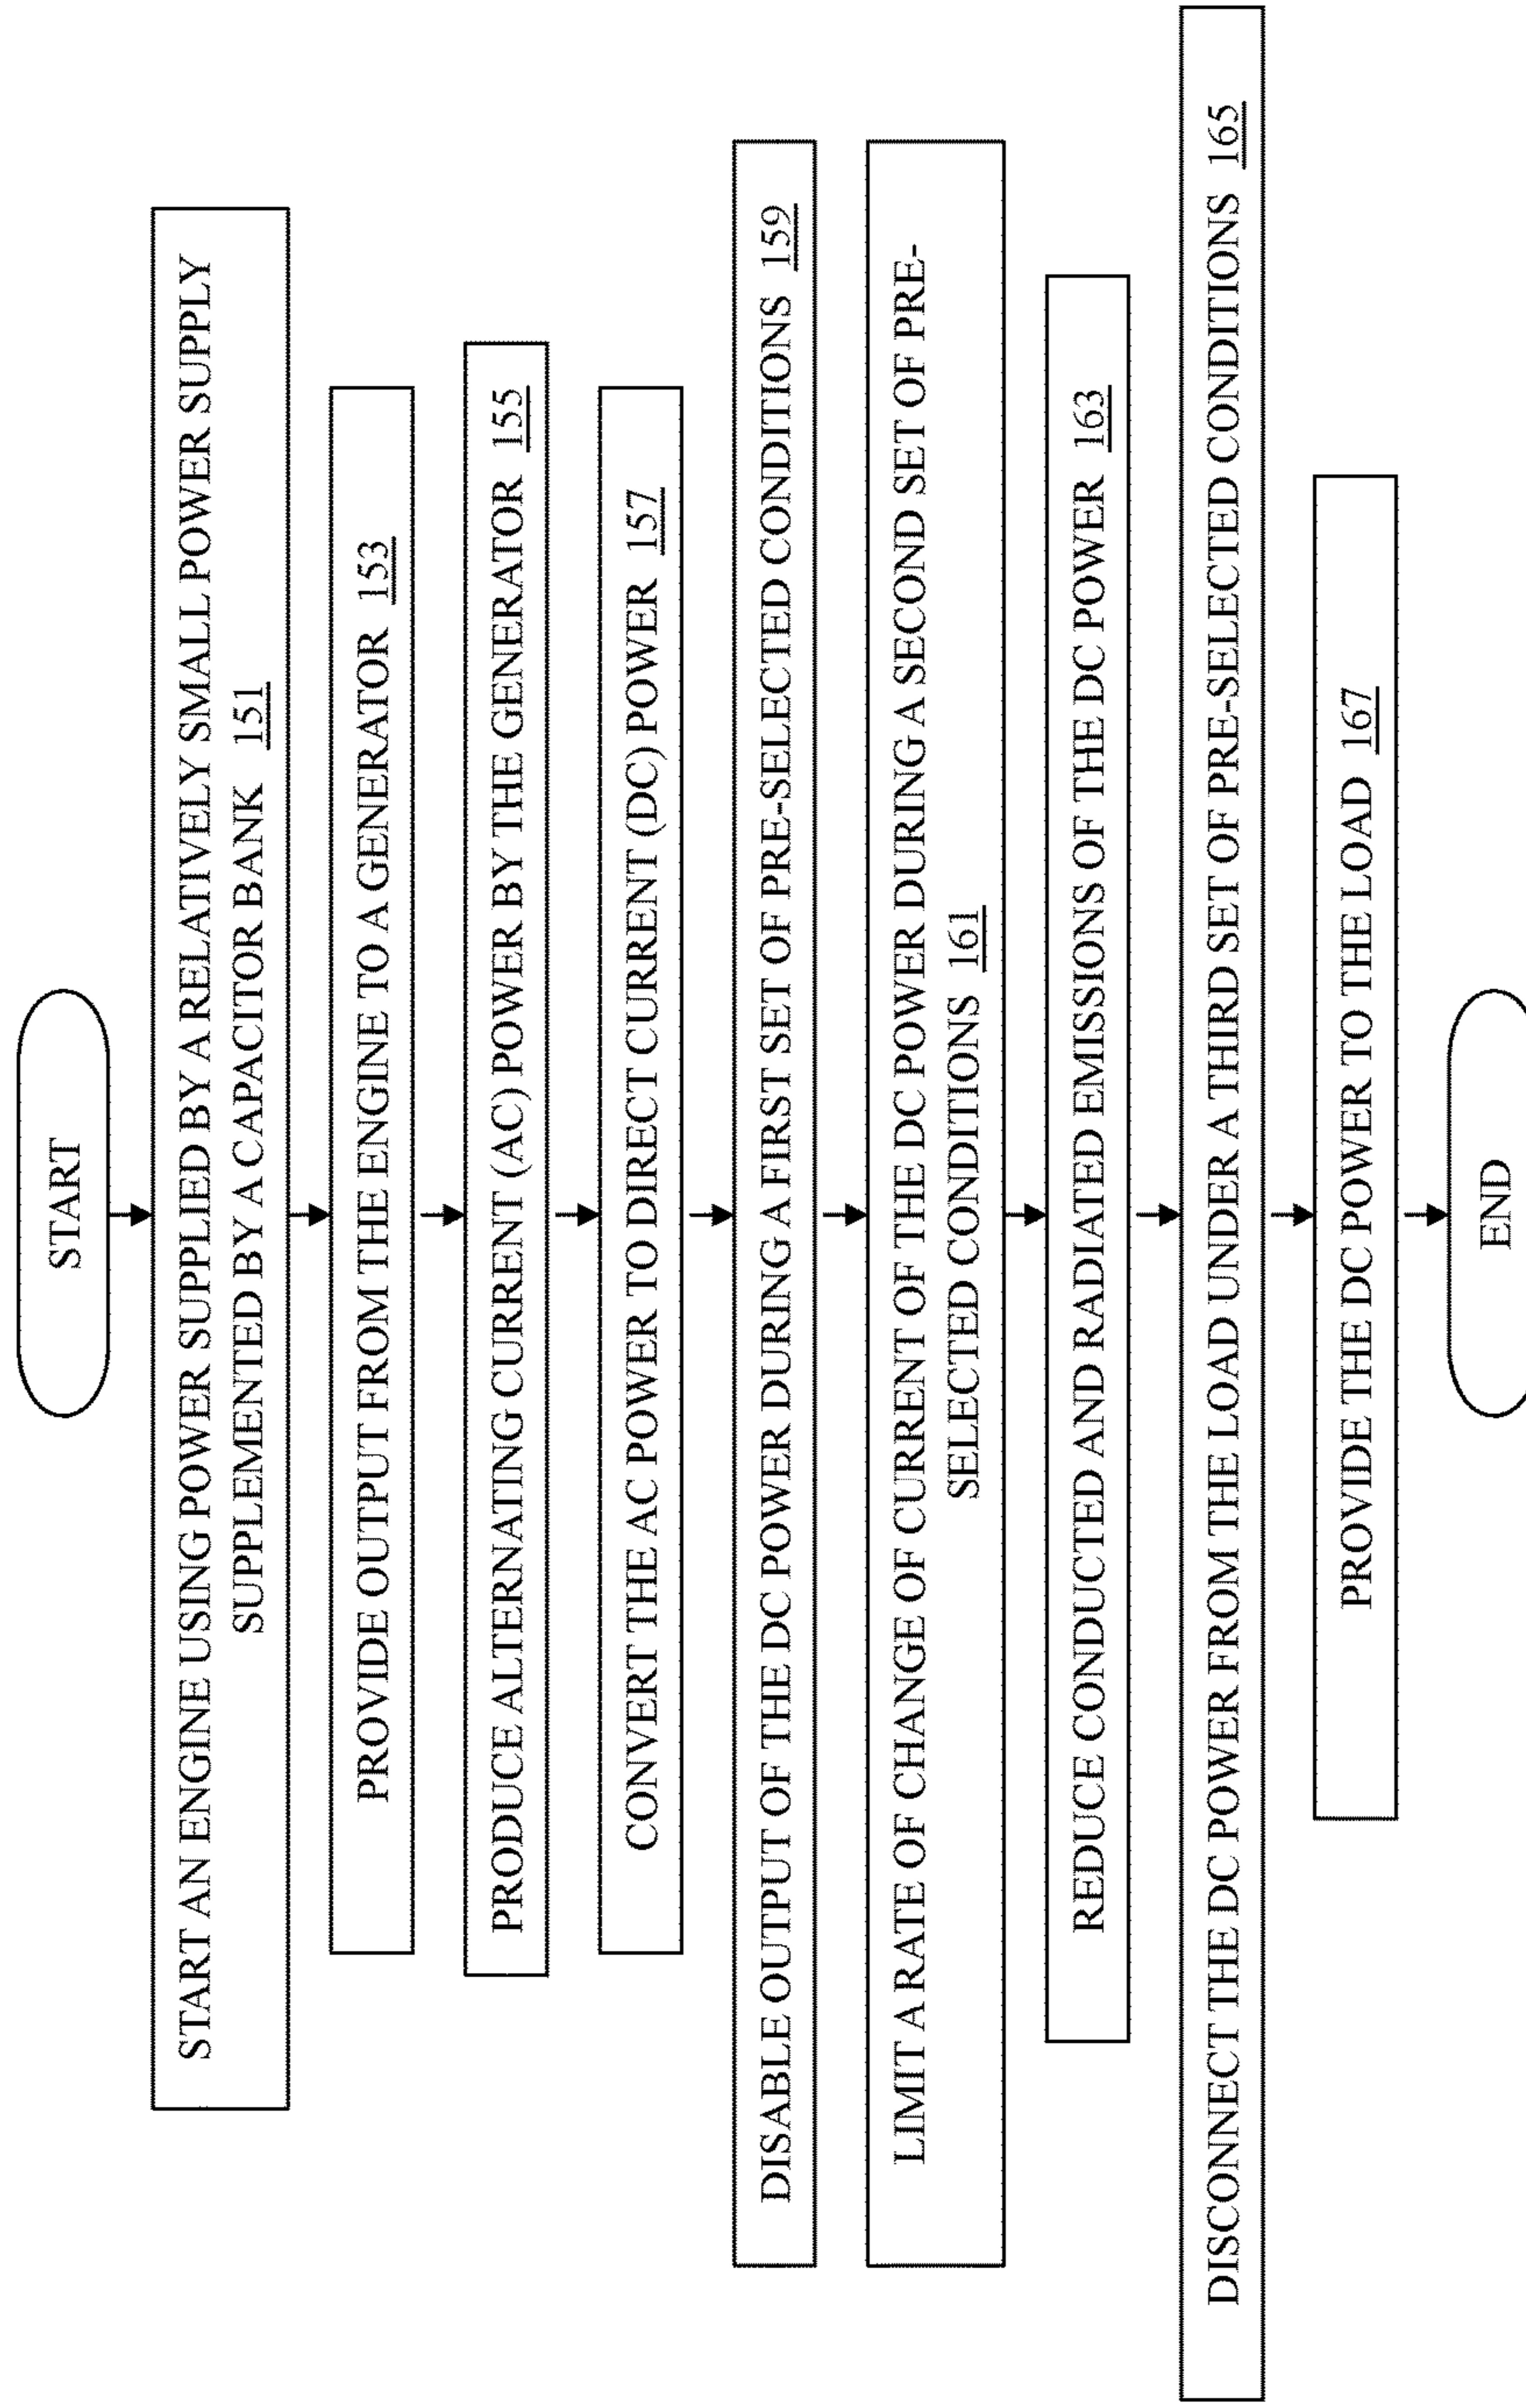 START
START AN ENGINE USING POWER SUPPLIED BY A RELATIVELY SMALL POWER SUPPLY
SUPPLEMENTED BY A CAPACITOR BANK 151
PROVIDE OUTPUT FROM THE ENGINE TO A GENERATOR 153
PRODUCE ALTERNATING CURRENT (AC) POWER BY THE GENERATOR 155
CONVERT THE AC POWER TO DIRECT CURRENT (DC) POWER 157
DISABLE OUTPUT OF THE DC POWER DURING A FIRST SET OF PRE-SELECTED CONDITIONS 159
LIMIT A RATE OF CHANGE OF CURRENT OF THE DC POWER DURING A SECOND SET OF PRE-
SELECTED CONDITIONS 161
REDUCE CONDUCTED AND RADIATED EMISSIONS OF THE DC POWER 163
DISCONNECT THE DC POWER FROM THE LOAD UNDER A THIRD SET OF PRE-SELECTED CONDITIONS 165
PROVIDE THE DC POWER TO THE LOAD 167
END